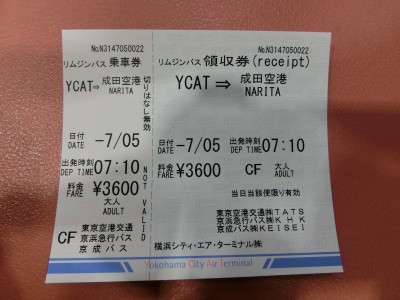 No.N3147050022
リムジンバス 乗車券
YCAT⇒ 成田空港
NARITA
日付
DATE -7/05
出発時刻
DEP TIME 07:10
料金
FARE ¥3600
大人
ADULT
CF 東京空港交通
京浜急行バス
京成バス
切りはなし無効
NOT VALID
No.N3147050022
リムジンバス 領収券(receipt)
YCAT ⇒ 成田空港
NARITA
日付
DATE -7/05 出発時刻
DEP TIME 07:10
料金
FARE ¥3600 CF 大人
ADULT
当日当額便限り有効
東京空港交通㈱TATS
京浜急行バス㈱KHK
京成バス㈱KEISEI
横浜シティ・エア・ターミナル㈱
Yokohama City Air Terminal